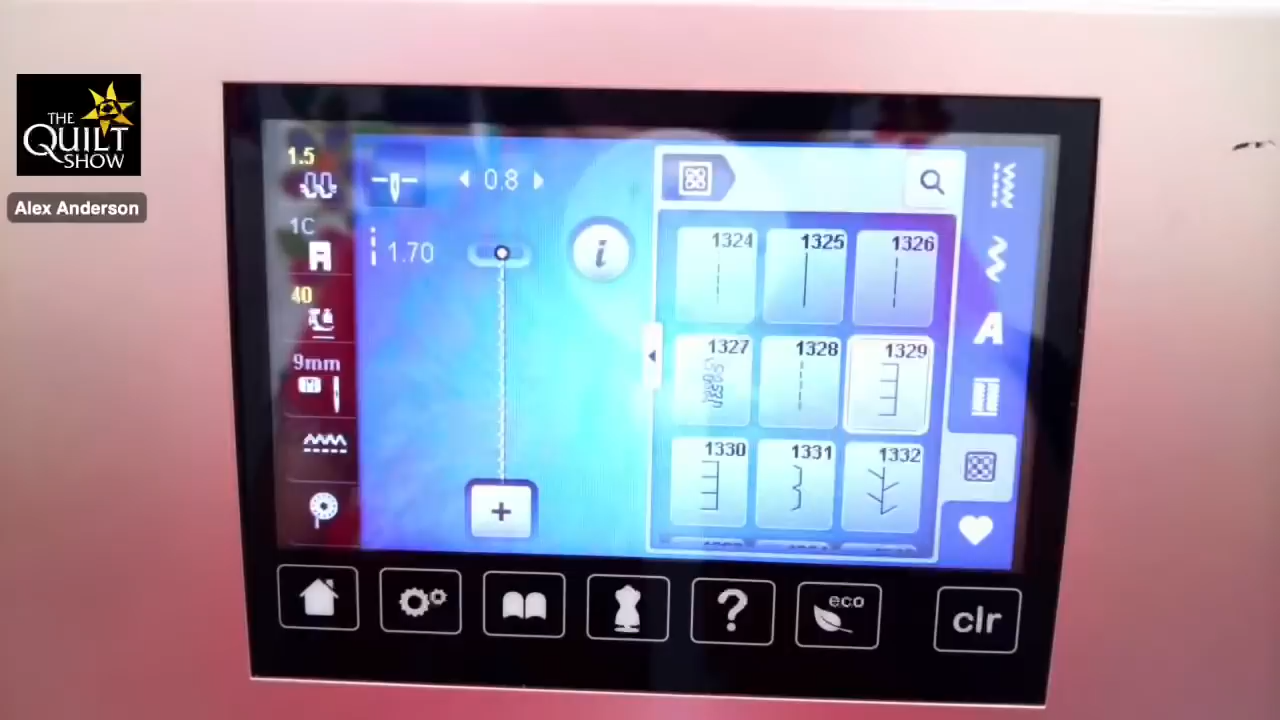 THE
QUILT
SHOW
Alex Anderson
1.5
0.8
1C
1.70
40
9mm
1324
1325
1326
1327
1328
1329
1330
1331
1332
A
i
+
?
eco
clr